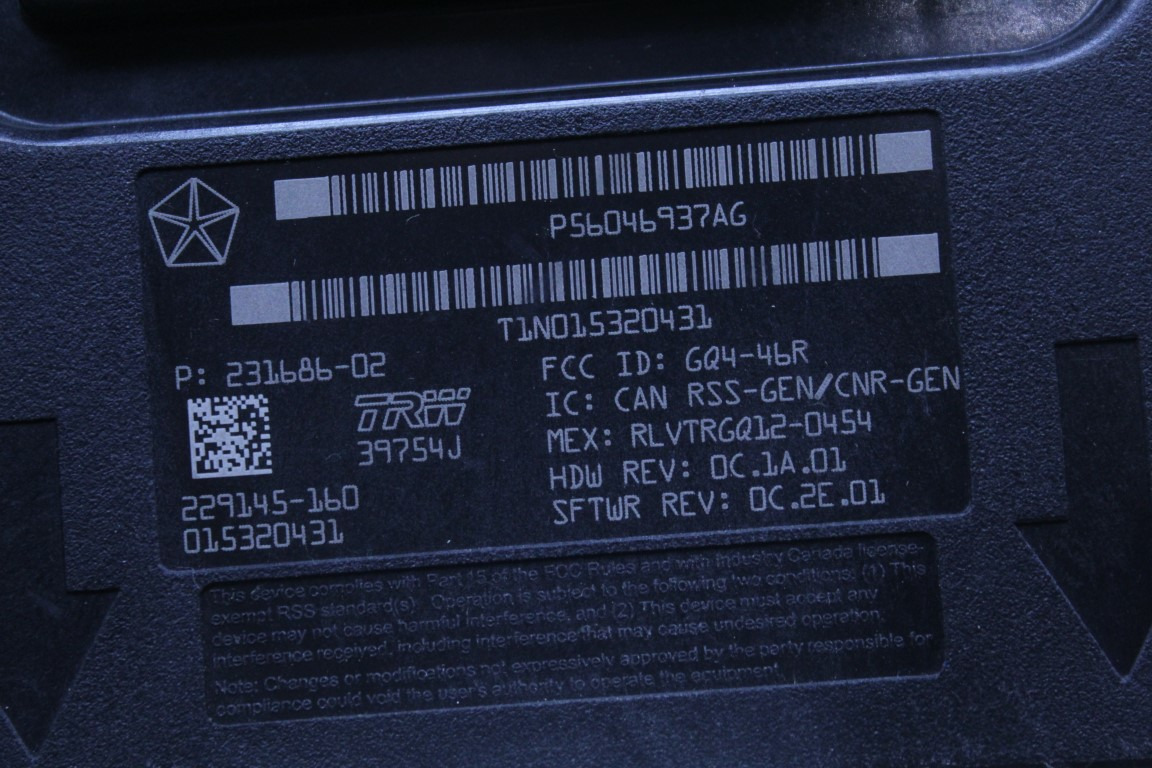 P56046937AG
T1N015320431
P: 231686-02
TRW
39754J
229145-160
015320431
FCC ID: GQ4-46R
IC: CAN RSS-GEN/CNR-GEN
MEX: RLVTRGQ12-0454
HDW REV: 0C.1A.01
SFTWR REV: 0C.2E.01
This device complies with Part 15 of the FCC Rules and with Industry Canada license-
exempt RSS standard(s). Operation is subject to the following two conditions: (1) This
device may not cause harmful interference, and (2) This device must accept any
interference received, including interference that may cause undesired operation.
Note: Changes or modifications not expressively approved by the party responsible for
compliance could void the user's authority to operate the equipment.